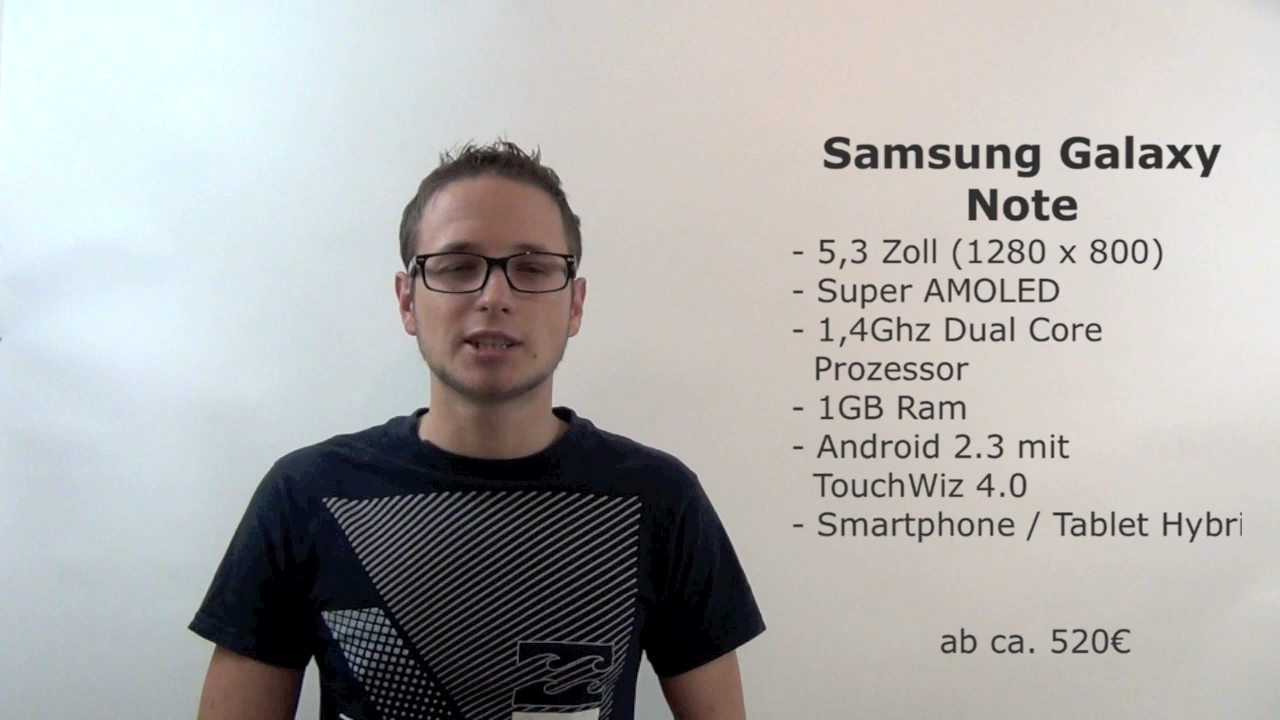 Samsung Galaxy
Note
- 5,3 Zoll (1280 x 800)
- Super AMOLED
- 1,4Ghz Dual Core
Prozessor
- 1GB Ram
- Android 2.3 mit
TouchWiz 4.0
- Smartphone / Tablet Hybri
ab ca. 520€